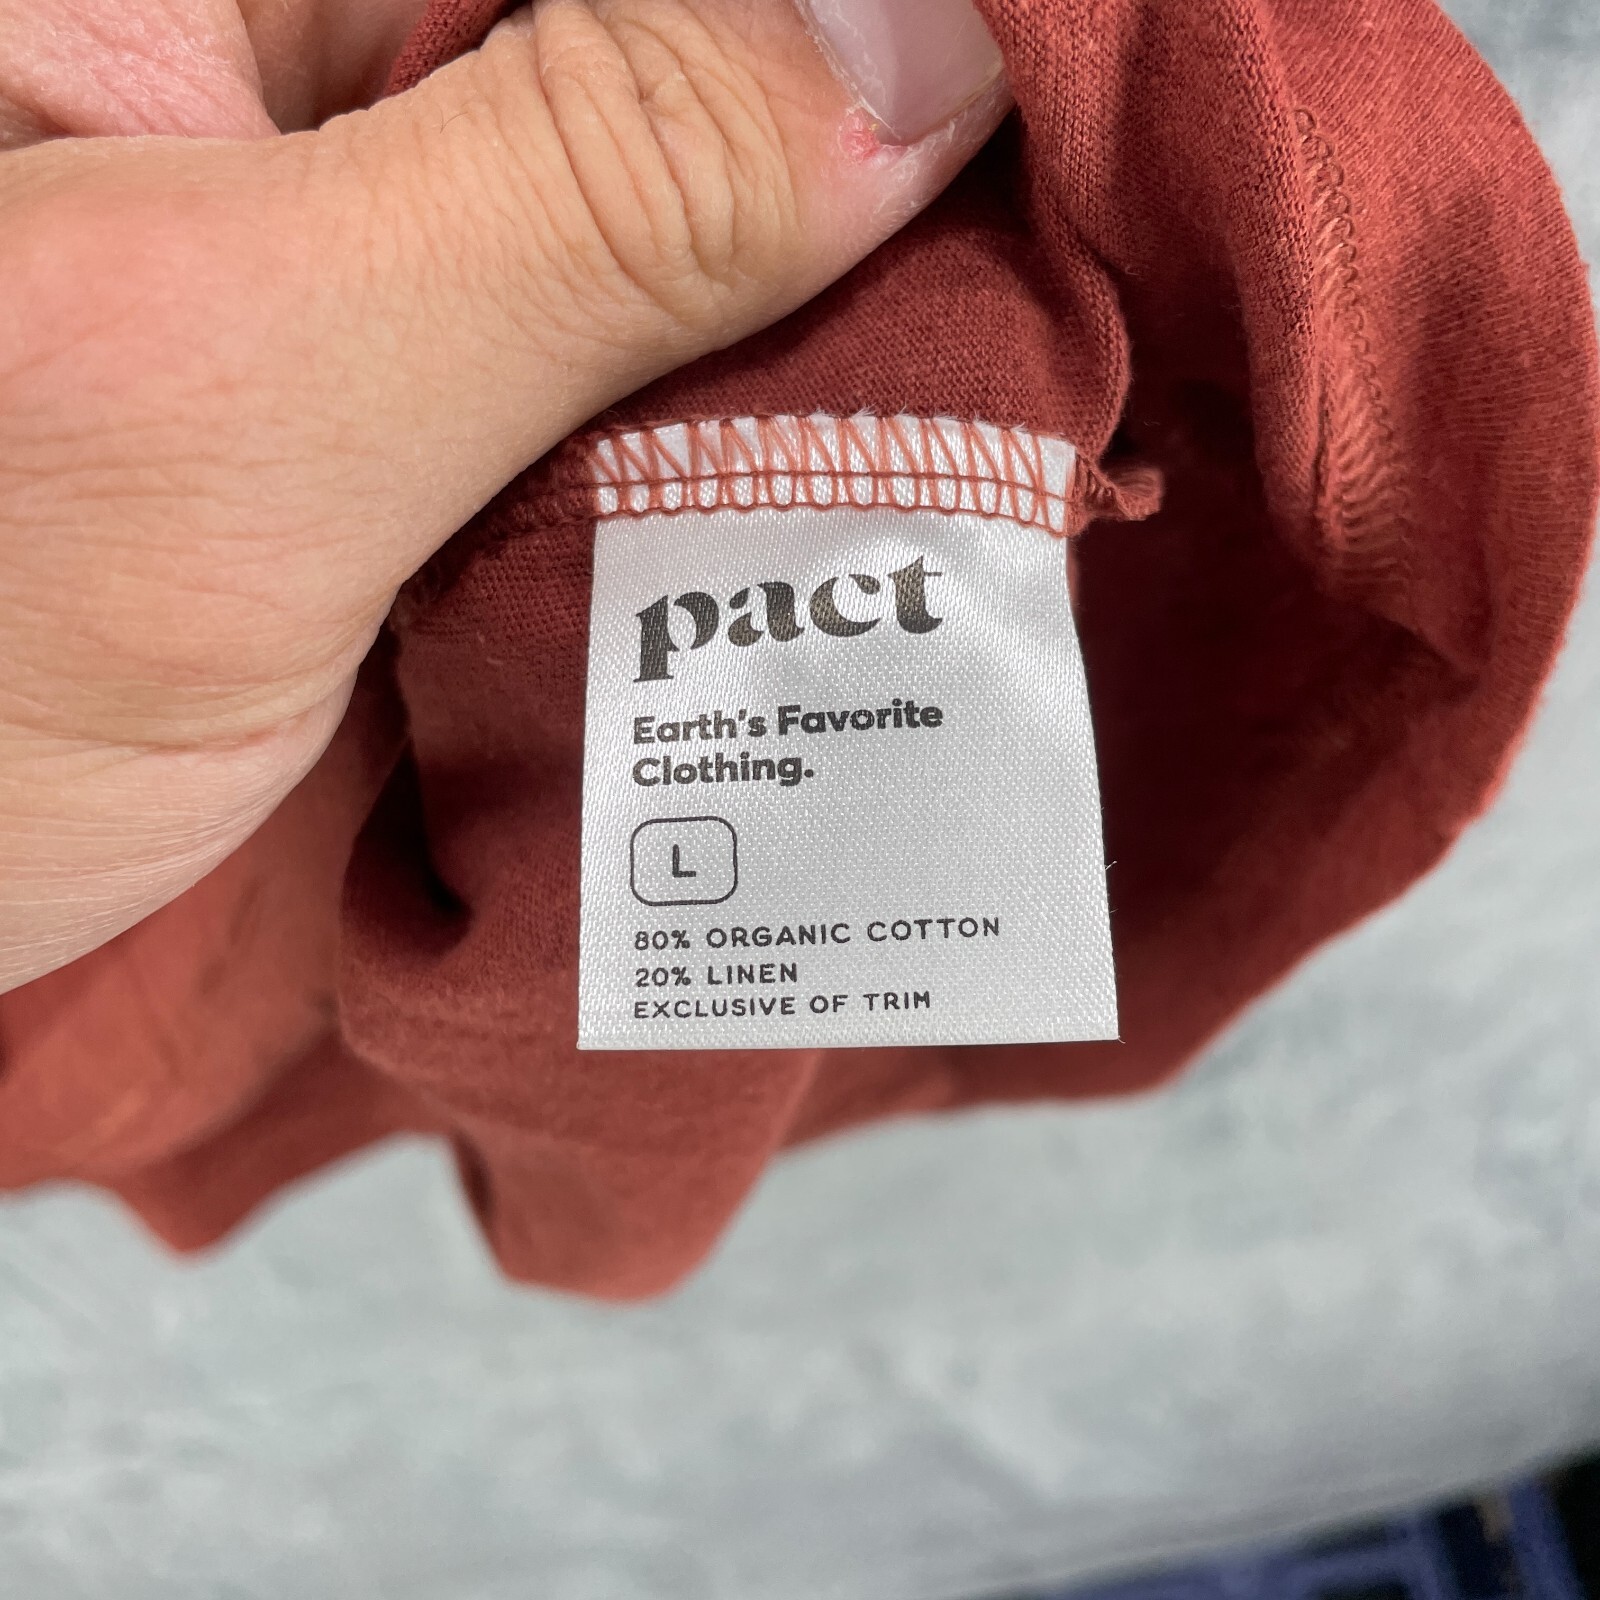 pact
Earth's Favorite
Clothing.
L
80% ORGANIC COTTON
20% LINEN
EXCLUSIVE OF TRIM